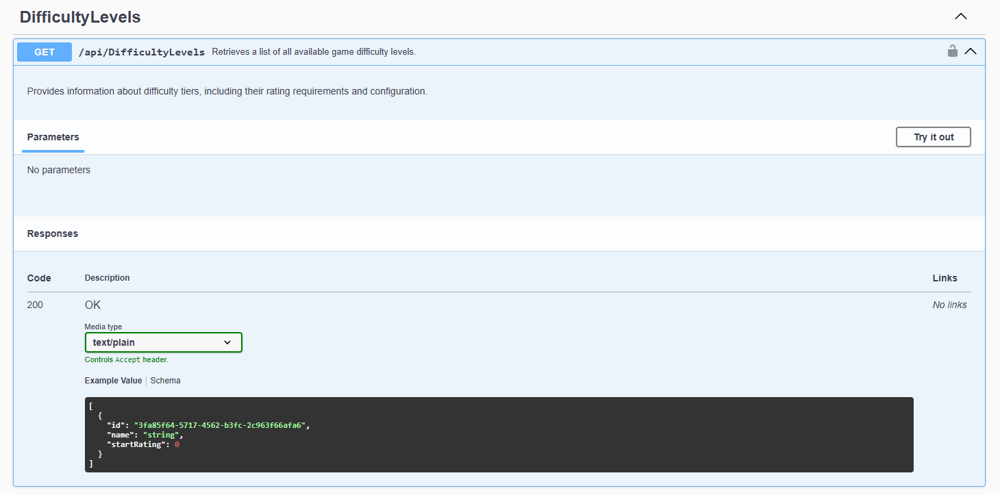 DifficultyLevels
GET /api/DifficultyLevels Retrieves a list of all available game difficulty levels.
Provides information about difficulty tiers, including their rating requirements and configuration.
Parameters Try it out
No parameters
Responses
Code Description Links
200 OK No links
Media type
text/plain
Controls Accept header.
Example Value Schema
[
  {
    "id": "3fa85f64-5717-4562-b3fc-2c963f66afa6",
    "name": "string",
    "startRating": 0
  }
]